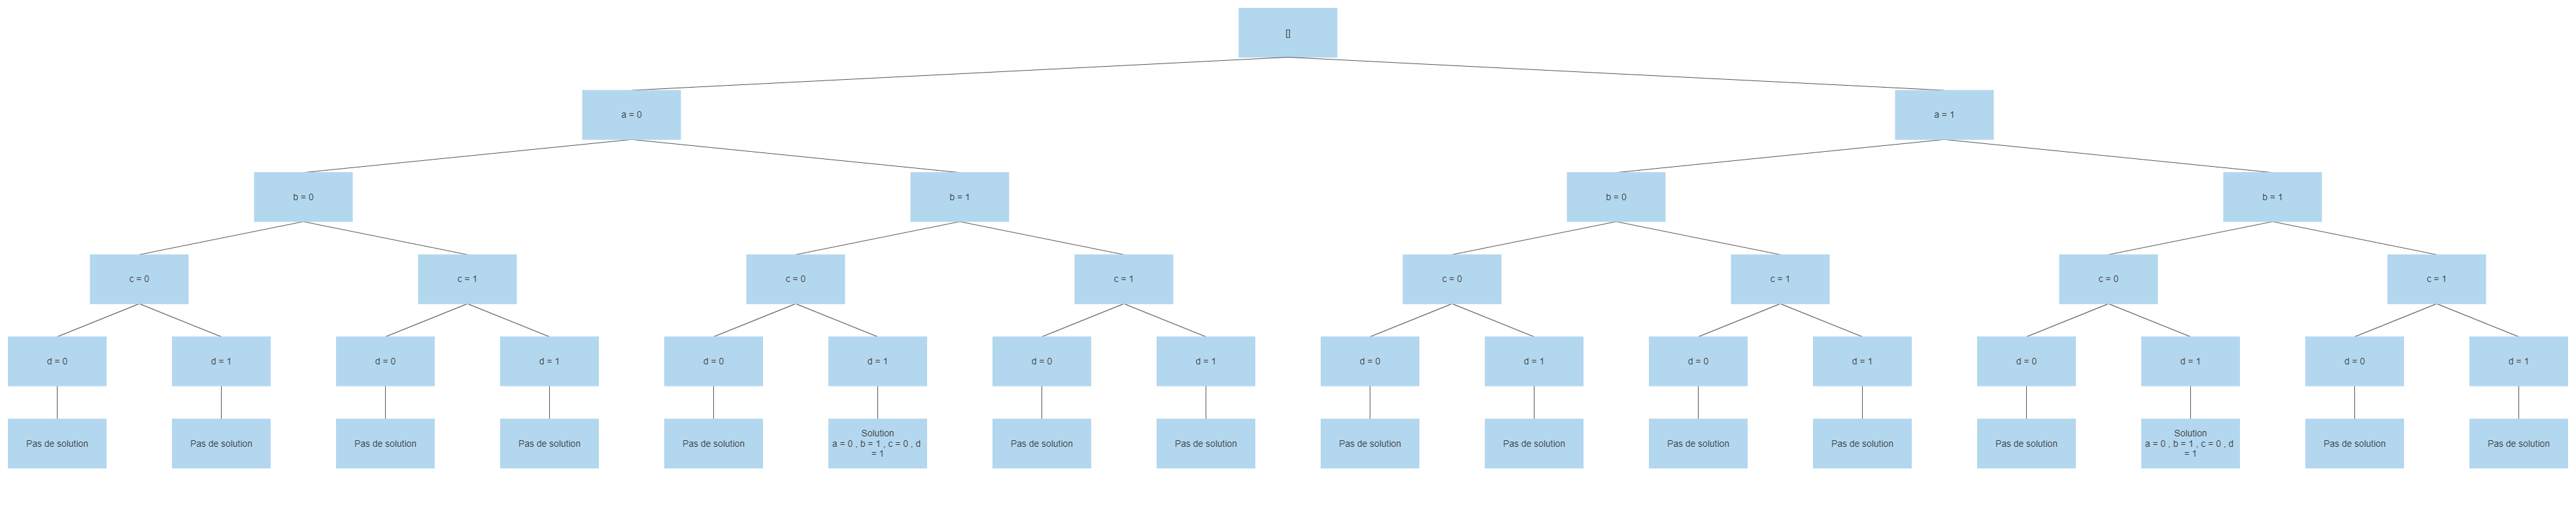 []
a = 0
a = 1
b = 0
b = 1
b = 0
b = 1
c = 0
c = 1
c = 0
c = 1
c = 0
c = 1
c = 0
c = 1
d = 0
d = 1
d = 0
d = 1
d = 0
d = 1
d = 0
d = 1
d = 0
d = 1
d = 0
d = 1
d = 0
d = 1
d = 0
d = 1
Pas de solution
Pas de solution
Pas de solution
Pas de solution
Pas de solution
Solution
a = 0 , b = 1 , c = 0 , d
= 1
Pas de solution
Pas de solution
Pas de solution
Pas de solution
Pas de solution
Pas de solution
Pas de solution
Solution
a = 0 , b = 1 , c = 0 , d
= 1
Pas de solution
Pas de solution